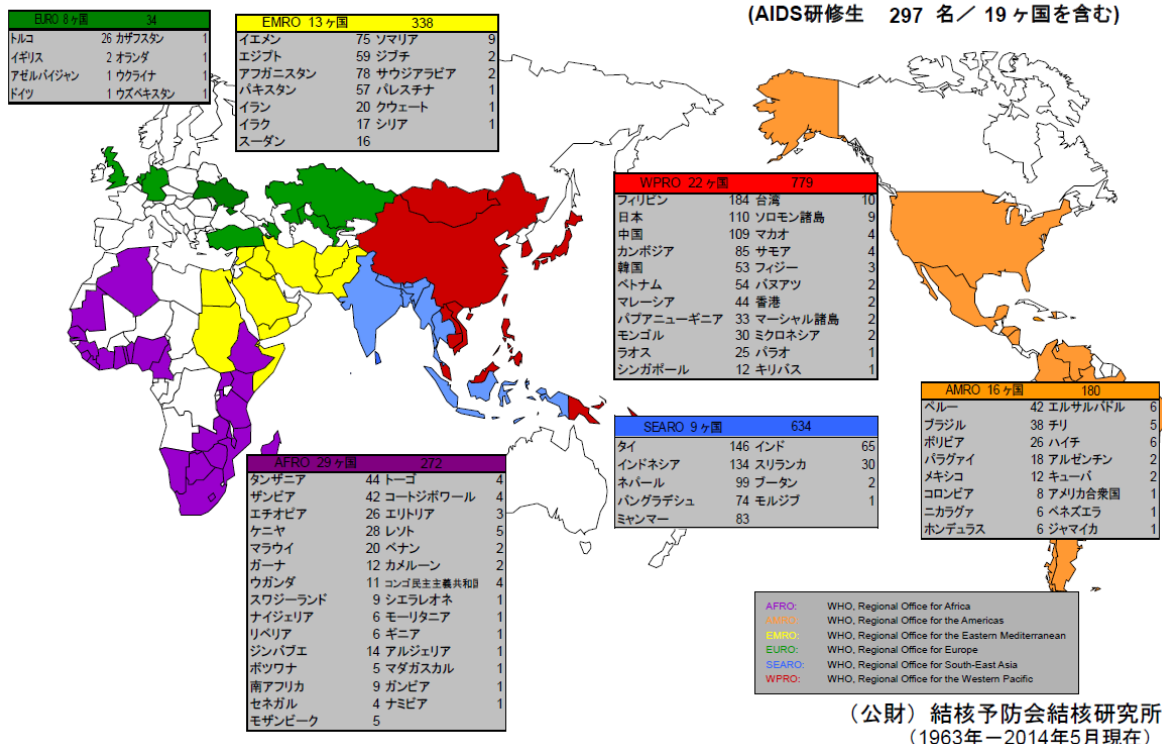 (AIDS研修生 297 名／ 19ヶ国を含む)
EURO 8ヶ国 34
トルコ 26 カザフスタン 1
イギリス 2 オランダ 1
アゼルバイジャン 1 ウクライナ 1
ドイツ 1 ウズベキスタン 1
EMRO 13ヶ国 338
イエメン 75 ソマリア 9
エジプト 59 ジブチ 2
アフガニスタン 78 サウジアラビア 2
パキスタン 57 パレスチナ 1
イラン 20 クウェート 1
イラク 17 シリア 1
スーダン 16
WPRO 22ヶ国 779
フィリピン 184 台湾 10
日本 110 ソロモン諸島 9
中国 109 マカオ 4
カンボジア 85 サモア 4
韓国 53 フィジー 3
ベトナム 54 バヌアツ 2
マレーシア 44 香港 2
パプアニューギニア 33 マーシャル諸島 2
モンゴル 30 ミクロネシア 2
ラオス 25 パラオ 1
シンガポール 12 キリバス 1
AMRO 16ヶ国 180
ペルー 42 エルサルバドル 6
ブラジル 38 チリ 5
ボリビア 26 ハイチ 6
パラグァイ 18 アルゼンチン 2
メキシコ 12 キューバ 2
コロンビア 8 アメリカ合衆国 1
ニカラグァ 6 ベネズエラ 1
ホンデュラス 6 ジャマイカ 1
SEARO 9ヶ国 634
タイ 146 インド 65
インドネシア 134 スリランカ 30
ネパール 99 ブータン 2
バングラデシュ 74 モルジブ 1
ミャンマー 83
AFRO 29ヶ国 272
タンザニア 44 トーゴ 4
ザンビア 42 コートジボワール 4
エチオピア 26 エリトリア 3
ケニヤ 28 レソト 5
マラウイ 20 ベナン 2
ガーナ 12 カメルーン 2
ウガンダ 11 コンゴ民主主義共和国 4
スワジーランド 9 シエラレオネ 1
ナイジェリア 6 モーリタニア 1
リベリア 6 ギニア 1
ジンバブエ 14 アルジェリア 1
ボツワナ 5 マダガスカル 1
南アフリカ 9 ガンビア 1
セネガル 4 ナミビア 1
モザンビーク 5
AFRO: WHO, Regional Office for Africa
AMRO: WHO, Regional Office for the Americas
EMRO: WHO, Regional Office for the Eastern Mediterranean
EURO: WHO, Regional Office for Europe
SEARO: WHO, Regional Office for South-East Asia
WPRO: WHO, Regional Office for the Western Pacific
（公財）結核予防会結核研究所
（1963年－2014年5月現在）